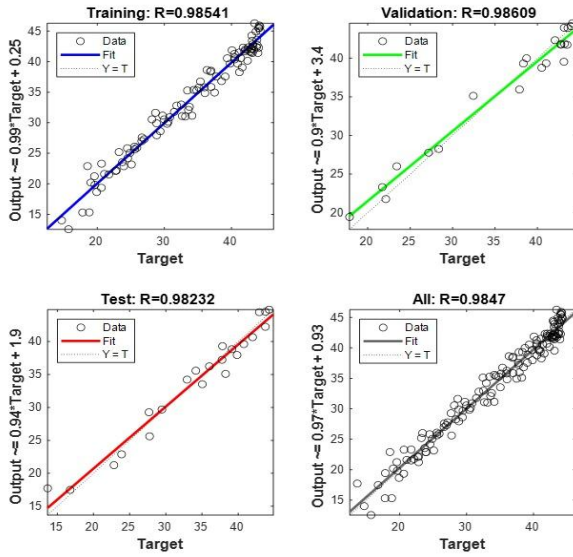 Training: R=0.98541
Output ~= 0.99*Target + 0.25
45
40
35
30
25
20
15
Data
Fit
Y = T
20
30
40
Target
Validation: R=0.98609
Output ~= 0.9*Target + 3.4
40
35
30
25
20
Data
Fit
Y = T
20
25
30
35
40
Target
Test: R=0.98232
Output ~= 0.94*Target + 1.9
40
35
30
25
20
15
Data
Fit
Y = T
15
20
25
30
35
40
Target
All: R=0.9847
Output ~= 0.97*Target + 0.93
45
40
35
30
25
20
15
Data
Fit
Y = T
20
30
40
Target